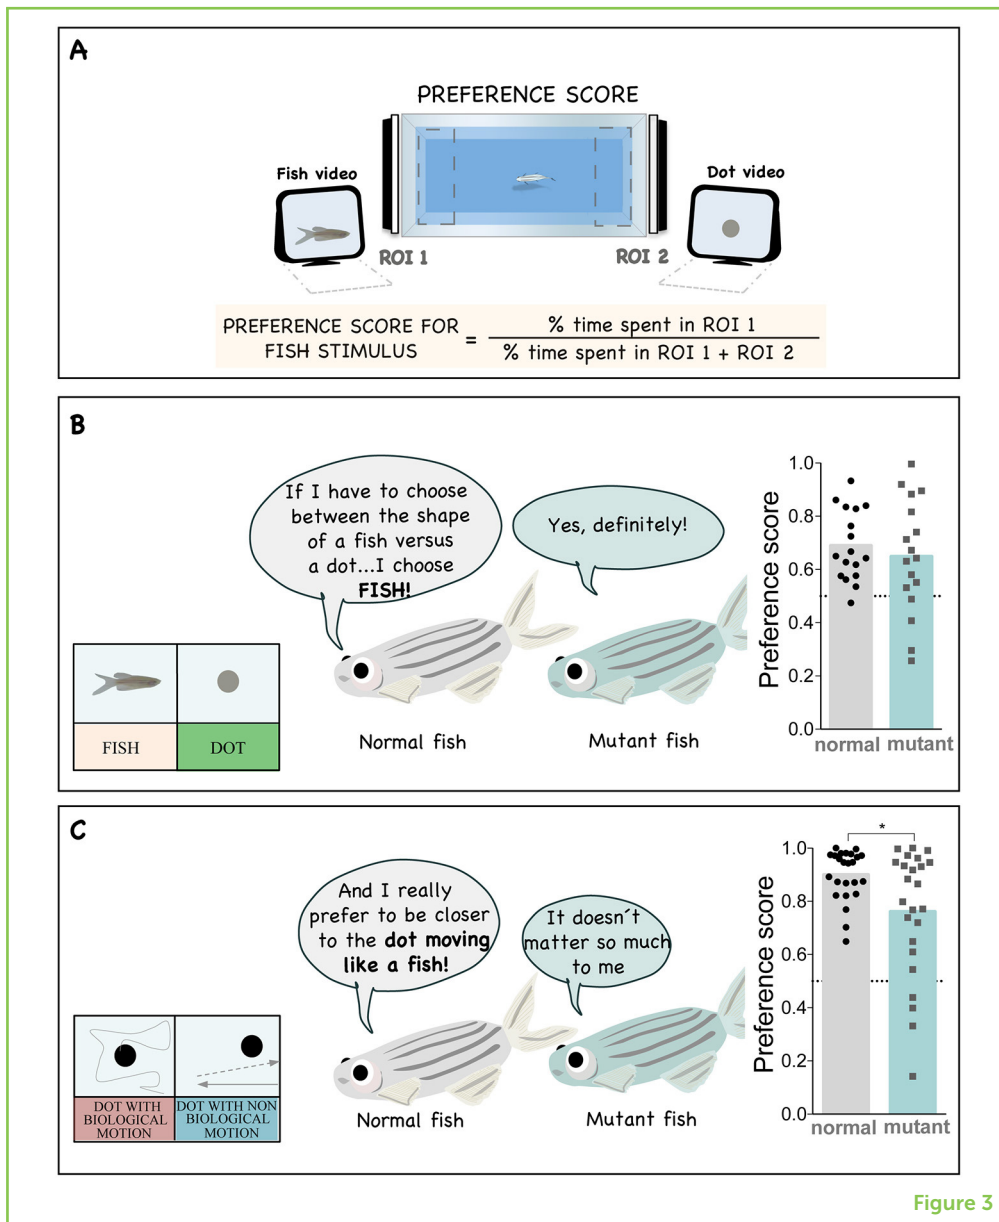 A
PREFERENCE SCORE
Fish video
Dot video
ROI 1
ROI 2
PREFERENCE SCORE FOR
FISH STIMULUS
=
% time spent in ROI 1
% time spent in ROI 1 + ROI 2
B
If I have to choose
between the shape
of a fish versus
a dot...I choose
FISH!
Yes, definitely!
FISH
DOT
Normal fish
Mutant fish
Preference score
1.0
0.8
0.6
0.4
0.2
0.0
normal
mutant
C
And I really
prefer to be closer
to the dot moving
like a fish!
It doesn´t
matter so much
to me
DOT WITH
BIOLOGICAL
MOTION
DOT WITH NON
BIOLOGICAL
MOTION
Normal fish
Mutant fish
Preference score
*
1.0
0.8
0.6
0.4
0.2
0.0
normal
mutant
Figure 3